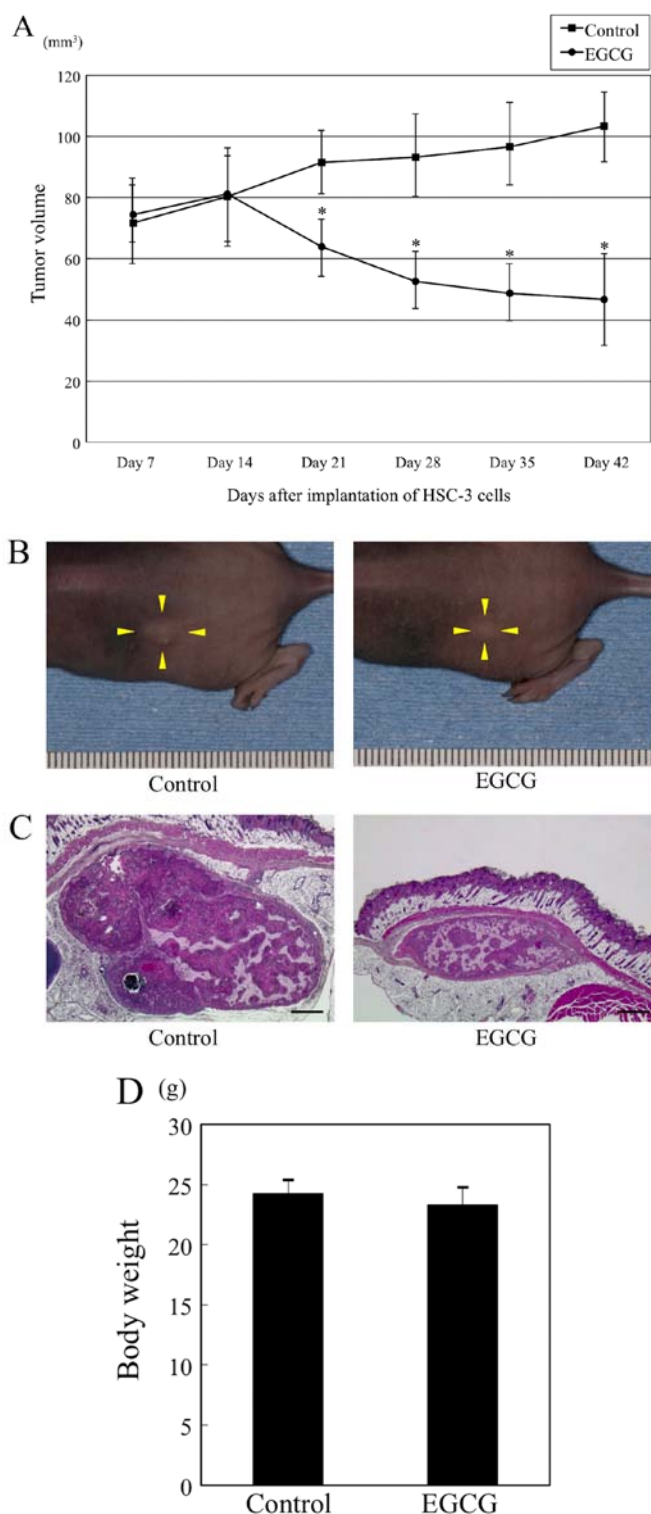 A (mm³)
Control
EGCG
120
100
80
60
40
20
0
Tumor volume
*
*
*
*
Day 7 Day 14 Day 21 Day 28 Day 35 Day 42
Days after implantation of HSC-3 cells
B
Control EGCG
C
Control EGCG
D (g)
30
25
20
15
10
5
0
Body weight
Control EGCG